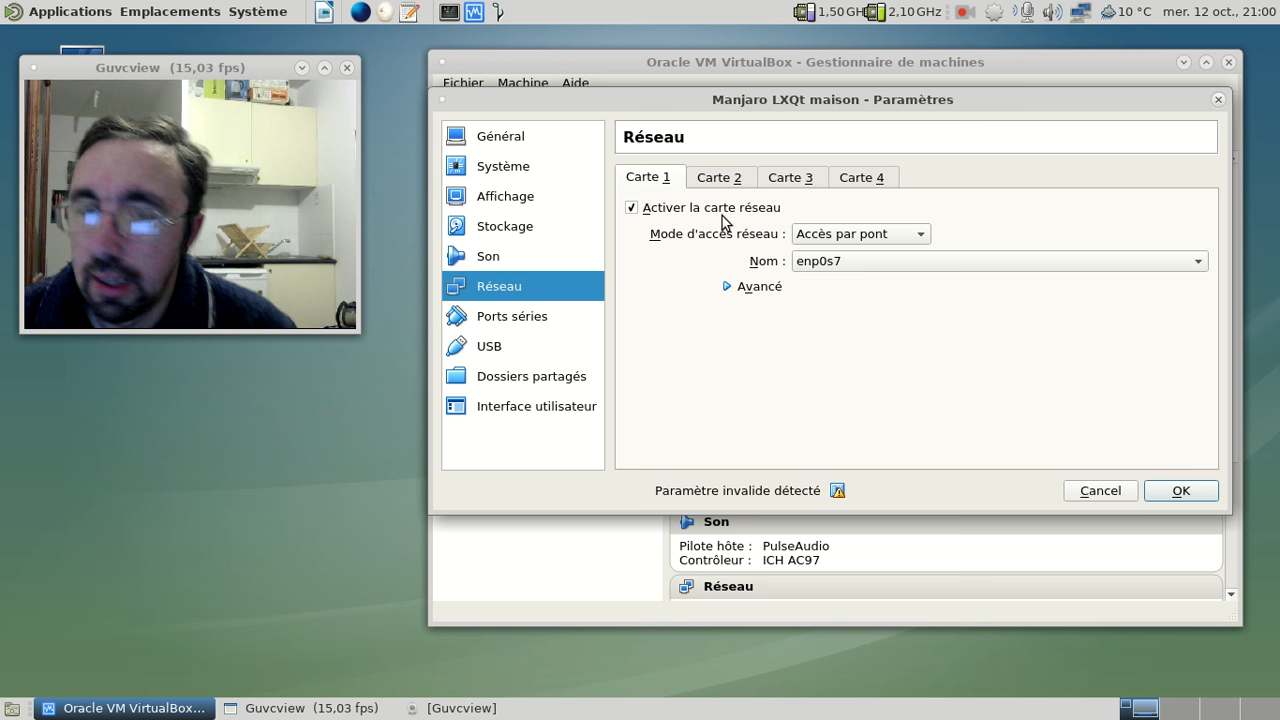 Applications Emplacements Système
1,50 GH 2,10 GHz 10 °C mer. 12 oct., 21:00
Guvcview (15,03 fps)
Oracle VM VirtualBox - Gestionnaire de machines
Fichier Machine Aide
Manjaro LXQt maison - Paramètres
Général
Système
Affichage
Stockage
Son
Réseau
Ports séries
USB
Dossiers partagés
Interface utilisateur
Réseau
Carte 1 Carte 2 Carte 3 Carte 4
Activer la carte réseau
Mode d'accès réseau : Accès par pont
Nom : enp0s7
Avancé
Paramètre invalide détecté
Cancel OK
Son
Pilote hôte : PulseAudio
Contrôleur : ICH AC97
Réseau
Oracle VM VirtualBox... Guvcview (15,03 fps) [Guvcview]